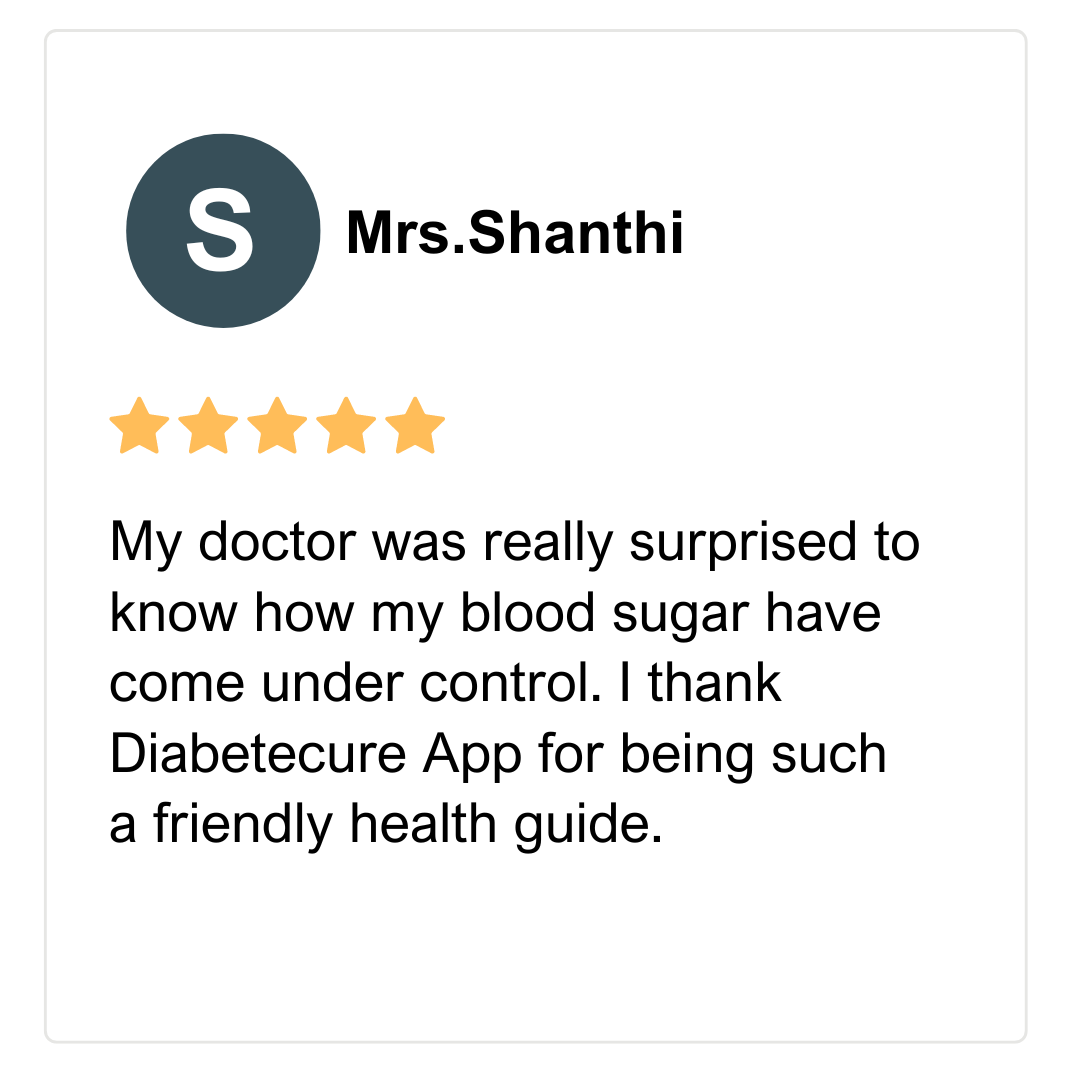 S
Mrs.Shanthi
My doctor was really surprised to
know how my blood sugar have
come under control. I thank
Diabetecure App for being such
a friendly health guide.